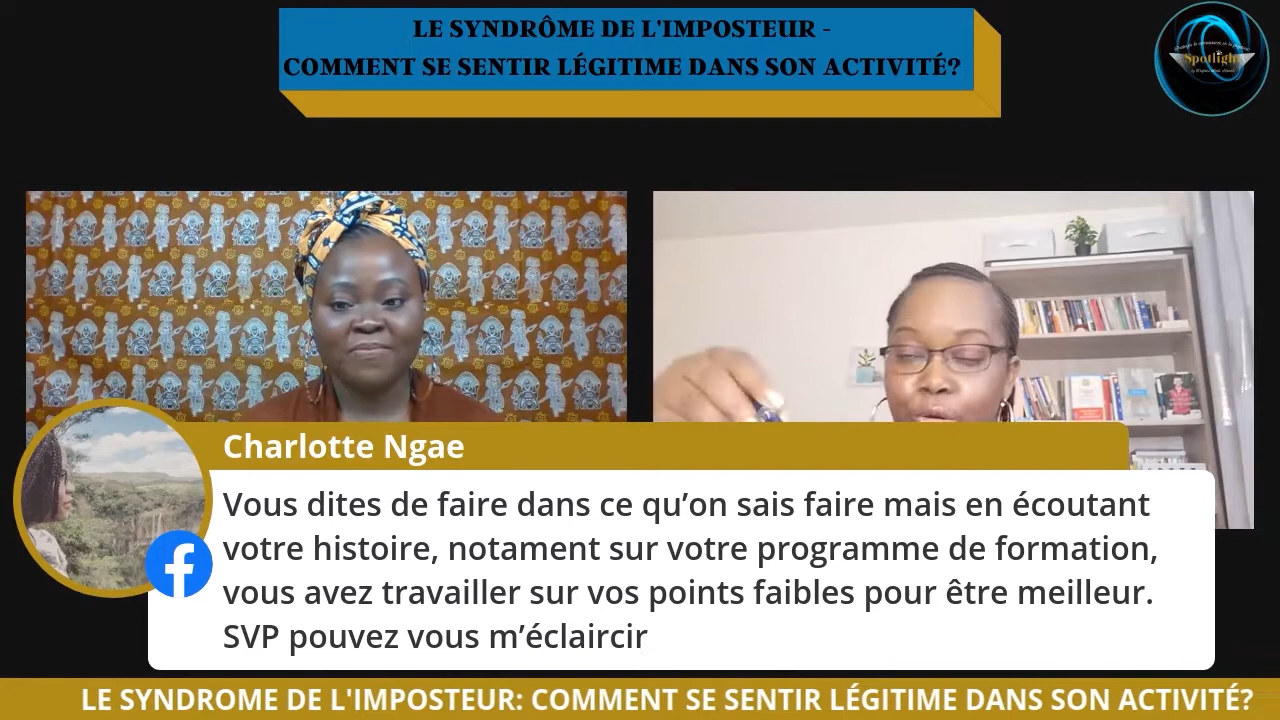 LE SYNDRÔME DE L'IMPOSTEUR -
COMMENT SE SENTIR LÉGITIME DANS SON ACTIVITÉ?
Spotlight
Charlotte Ngae
Vous dites de faire dans ce qu’on sais faire mais en écoutant
votre histoire, notament sur votre programme de formation,
vous avez travailler sur vos points faibles pour être meilleur.
SVP pouvez vous m’éclaircir
LE SYNDROME DE L'IMPOSTEUR: COMMENT SE SENTIR LÉGITIME DANS SON ACTIVITÉ?